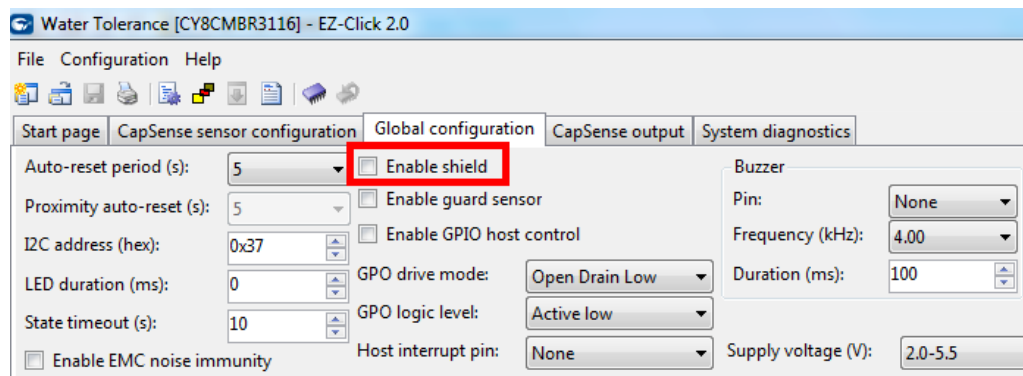 Water Tolerance [CY8CMBR3116] - EZ-Click 2.0
File Configuration Help
Start page CapSense sensor configuration Global configuration CapSense output System diagnostics
Auto-reset period (s): 5 Enable shield Buzzer
Proximity auto-reset (s): 5 Enable guard sensor Pin: None
I2C address (hex): 0x37 Enable GPIO host control Frequency (kHz): 4.00
LED duration (ms): 0 GPO drive mode: Open Drain Low Duration (ms): 100
State timeout (s): 10 GPO logic level: Active low
Enable EMC noise immunity Host interrupt pin: None Supply voltage (V): 2.0-5.5